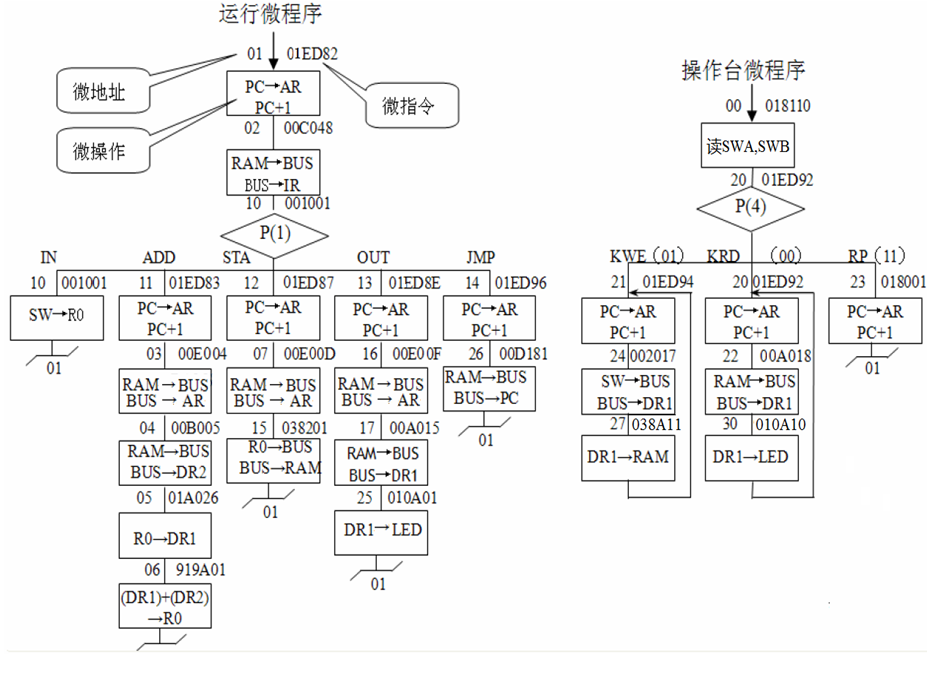 运行微程序
01 01ED82
微地址
PC→AR
PC+1
微指令
微操作
02 00C048
RAM→BUS
BUS→IR
10 001001
P(1)
IN ADD STA OUT JMP
10 001001 11 01ED83 12 01ED87 13 01ED8E 14 01ED96
SW→R0
01
PC→AR
PC+1
03 00E004
RAM→BUS
BUS→AR
04 00B005
RAM→BUS
BUS→DR2
05 01A026
R0→DR1
06 919A01
(DR1)+(DR2)
→R0
PC→AR
PC+1
07 00E00D
RAM→BUS
BUS→AR
15 038201
R0→BUS
BUS→RAM
01
PC→AR
PC+1
16 00E00F
RAM→BUS
BUS→AR
17 00A015
RAM→BUS
BUS→DR1
25 010A01
DR1→LED
01
PC→AR
PC+1
26 00D181
RAM→BUS
BUS→PC
01
操作台微程序
00 018110
读SWA,SWB
20 01ED92
P(4)
KWE（01） KRD （00） RP（11）
21 01ED94 20 01ED92 23 018001
PC→AR
PC+1
24 002017
SW→BUS
BUS→DR1
27 038A11
DR1→RAM
PC→AR
PC+1
22 00A018
RAM→BUS
BUS→DR1
30 010A10
DR1→LED
PC→AR
PC+1
01